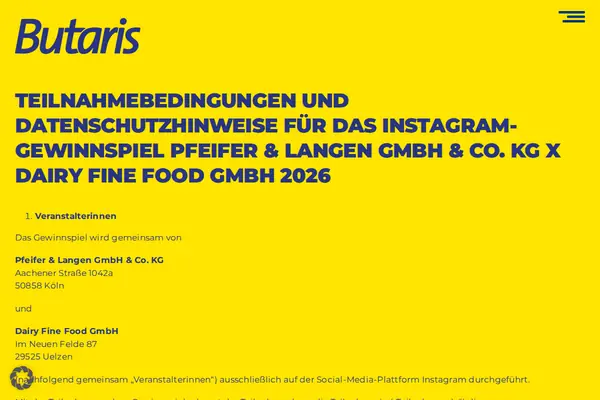 Butaris
TEILNAHMEBEDINGUNGEN UND
DATENSCHUTZHINWEISE FÜR DAS INSTAGRAM-
GEWINNSPIEL PFEIFER & LANGEN GMBH & CO. KG X
DAIRY FINE FOOD GMBH 2026
1. Veranstalterinnen
Das Gewinnspiel wird gemeinsam von
Pfeifer & Langen GmbH & Co. KG
Aachener Straße 1042a
50858 Köln
und
Dairy Fine Food GmbH
Im Neuen Felde 87
29525 Uelzen
(nachfolgend gemeinsam „Veranstalterinnen“) ausschließlich auf der Social-Media-Plattform Instagram durchgeführt.